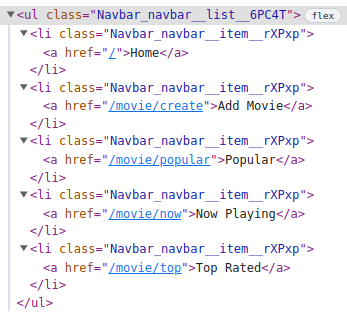 ▼<ul class="Navbar_navbar__list__6PC4T"> flex
▼<li class="Navbar_navbar__item__rXPxp">
<a href="/">Home</a>
</li>
▼<li class="Navbar_navbar__item__rXPxp">
<a href="/movie/create">Add Movie</a>
</li>
▼<li class="Navbar_navbar__item__rXPxp">
<a href="/movie/popular">Popular</a>
</li>
▼<li class="Navbar_navbar__item__rXPxp">
<a href="/movie/now">Now Playing</a>
</li>
▼<li class="Navbar_navbar__item__rXPxp">
<a href="/movie/top">Top Rated</a>
</li>
</ul>